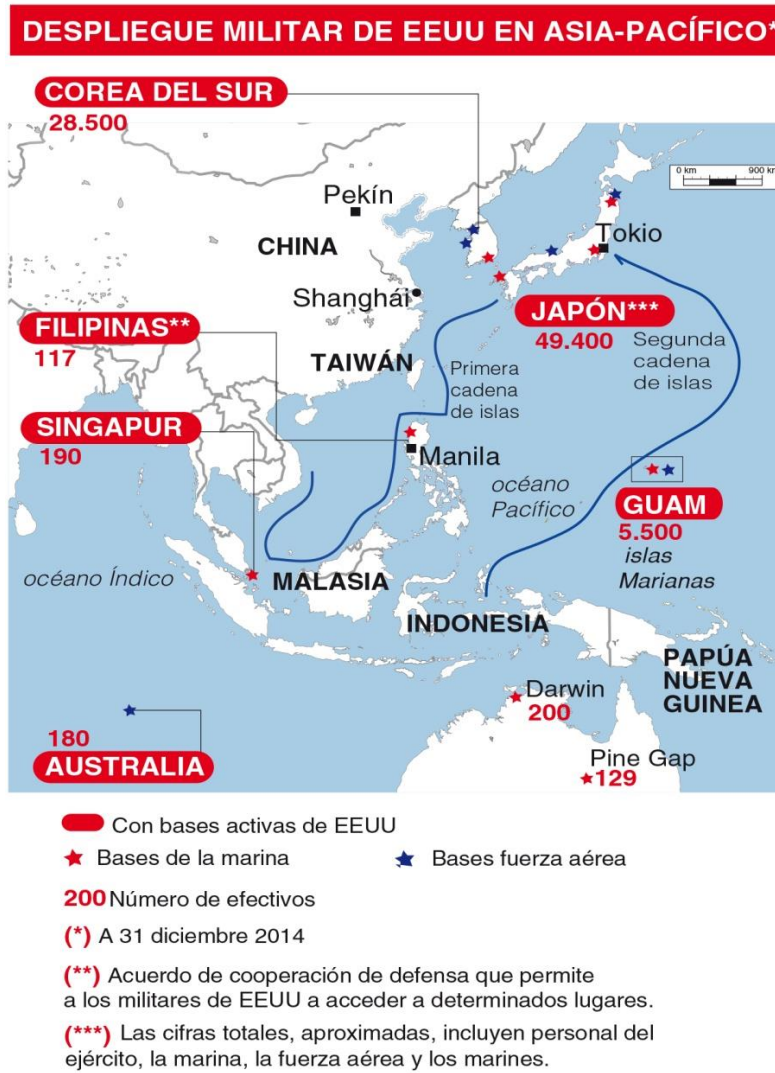 DESPLIEGUE MILITAR DE EEUU EN ASIA-PACÍFICO*
COREA DEL SUR
28.500
0 km 900 km
Pekín
Tokio
CHINA
Shanghái
JAPÓN***
49.400
FILIPINAS**
117
Segunda
cadena
de islas
TAIWÁN
Primera
cadena
de islas
SINGAPUR
190
Manila
océano
Pacífico
GUAM
5.500
islas
Marianas
océano Índico
MALASIA
INDONESIA
PAPÚA
NUEVA
GUINEA
Darwin
200
180
AUSTRALIA
Pine Gap
129
Con bases activas de EEUU
Bases de la marina
Bases fuerza aérea
200 Número de efectivos
(*) A 31 diciembre 2014
(**) Acuerdo de cooperación de defensa que permite
a los militares de EEUU a acceder a determinados lugares.
(***) Las cifras totales, aproximadas, incluyen personal del
ejército, la marina, la fuerza aérea y los marines.